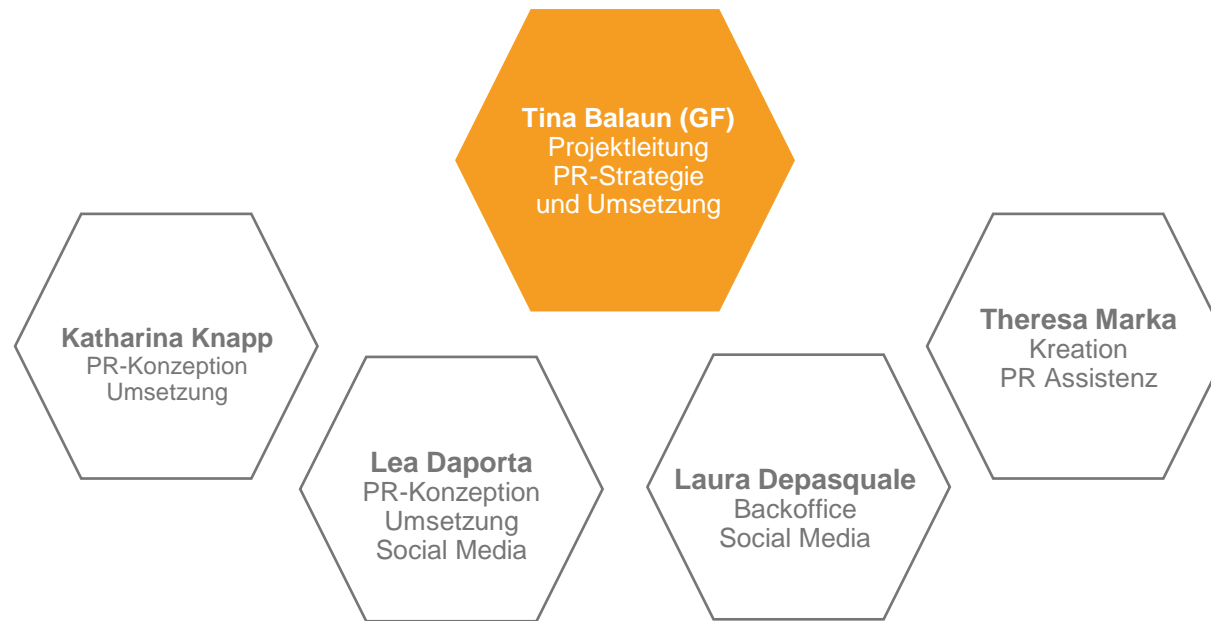 Tina Balaun (GF)
Projektleitung
PR-Strategie
und Umsetzung
Katharina Knapp
PR-Konzeption
Umsetzung
Lea Daporta
PR-Konzeption
Umsetzung
Social Media
Laura Depasquale
Backoffice
Social Media
Theresa Marka
Kreation
PR Assistenz